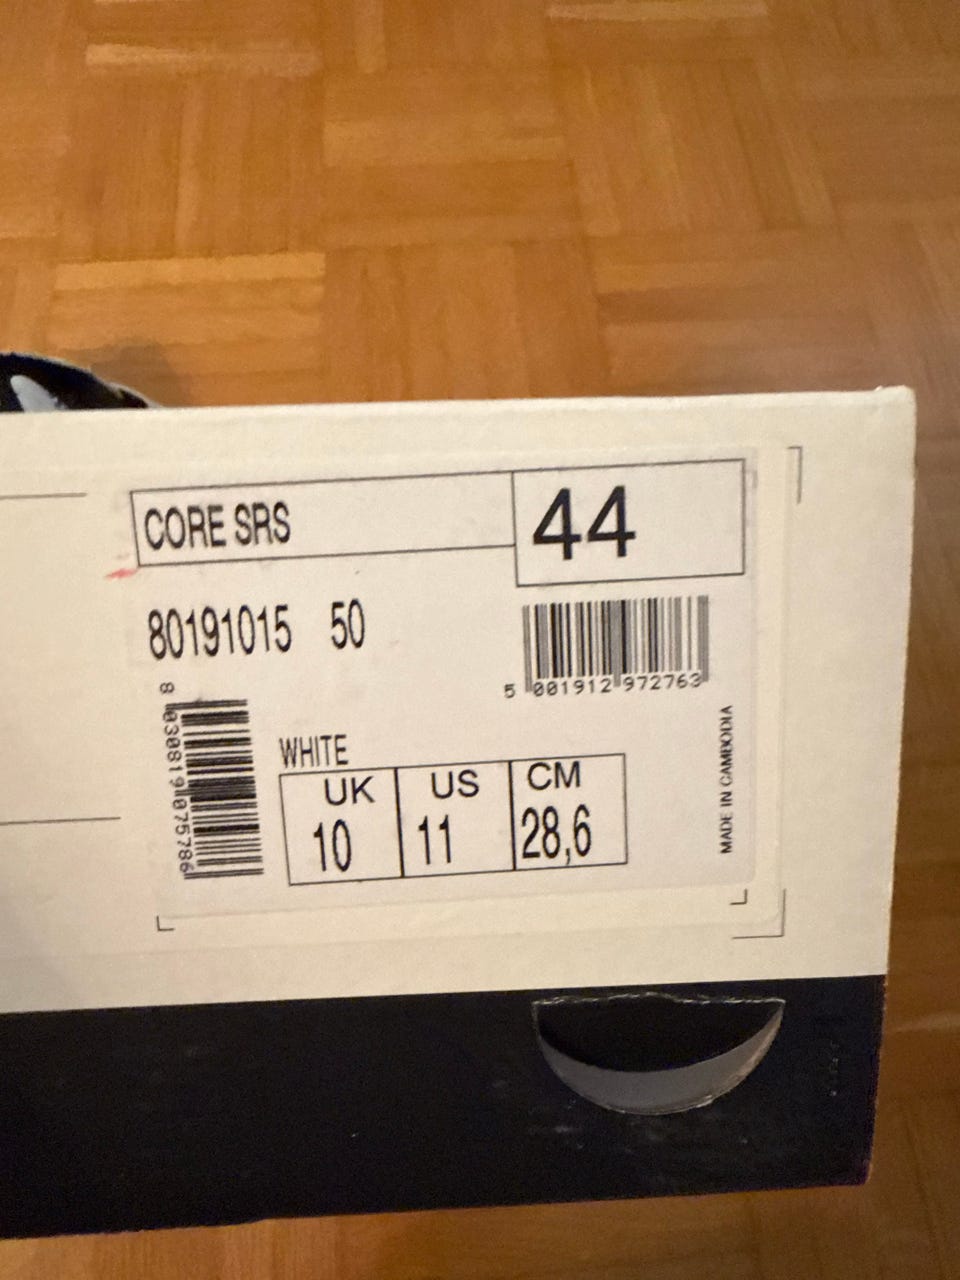 CORE SRS
44
80191015 50
5 001912 972763
8 030819 075786
WHITE
UK US CM
10 11 28,6
MADE IN CAMBODIA